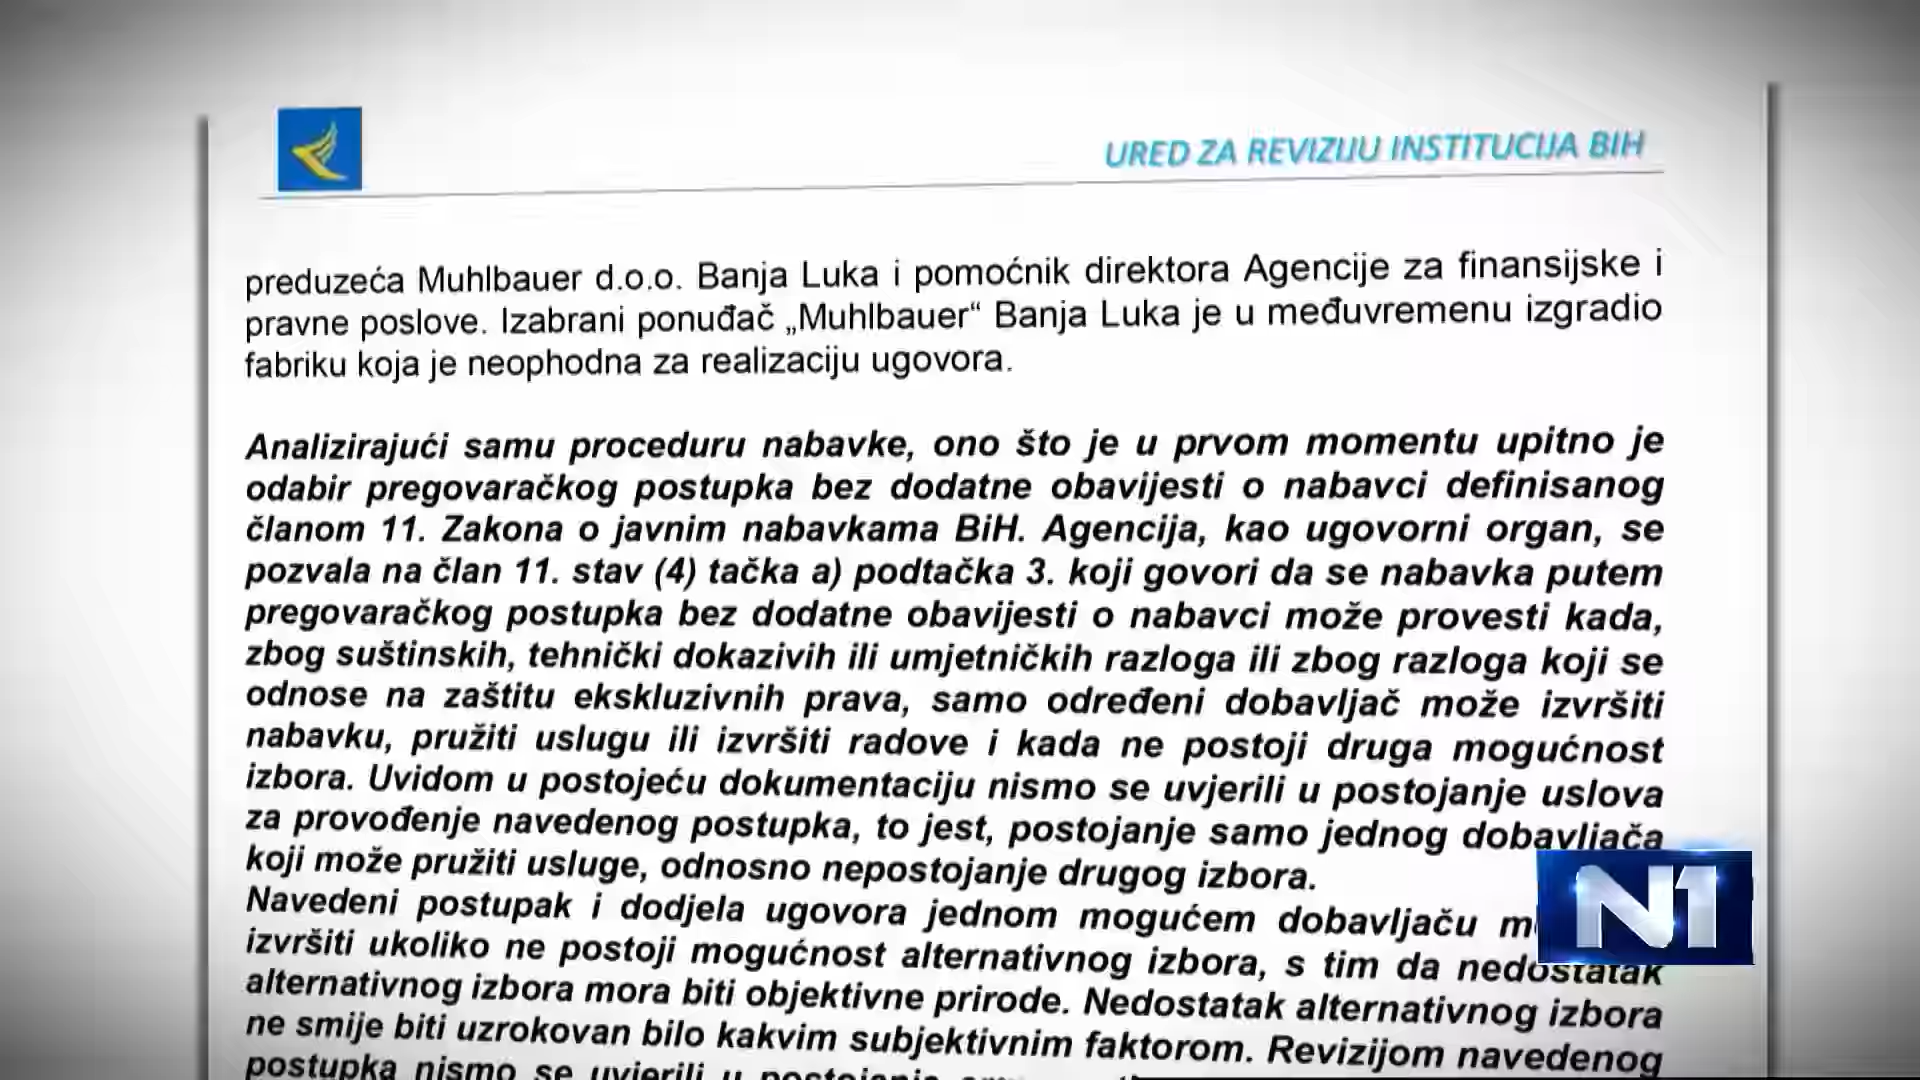 URED ZA REVIZIJU INSTITUCIJA BIH
preduzeća Muhlbauer d.o.o. Banja Luka i pomoćnik direktora Agencije za finansijske i
pravne poslove. Izabrani ponuđač „Muhlbauer“ Banja Luka je u međuvremenu izgradio
fabriku koja je neophodna za realizaciju ugovora.
Analizirajući samu proceduru nabavke, ono što je u prvom momentu upitno je
odabir pregovaračkog postupka bez dodatne obavijesti o nabavci definisanog
članom 11. Zakona o javnim nabavkama BiH. Agencija, kao ugovorni organ, se
pozvala na član 11. stav (4) tačka a) podtačka 3. koji govori da se nabavka putem
pregovaračkog postupka bez dodatne obavijesti o nabavci može provesti kada,
zbog suštinskih, tehnički dokazivih ili umjetničkih razloga ili zbog razloga koji se
odnose na zaštitu ekskluzivnih prava, samo određeni dobavljač može izvršiti
nabavku, pružiti uslugu ili izvršiti radove i kada ne postoji druga mogućnost
izbora. Uvidom u postojeću dokumentaciju nismo se uvjerili u postojanje uslova
za provođenje navedenog postupka, to jest, postojanje samo jednog dobavljača
koji može pružiti usluge, odnosno nepostojanje drugog izbora.
Navedeni postupak i dodjela ugovora jednom mogućem dobavljaču
izvršiti ukoliko ne postoji mogućnost alternativnog izbora, s tim da nedostatak
alternativnog izbora mora biti objektivne prirode. Nedostatak alternativnog izbora
ne smije biti uzrokovan bilo kakvim subjektivnim faktorom. Revizijom navedenog
postupka nismo se uvjerili u postojanje
N1